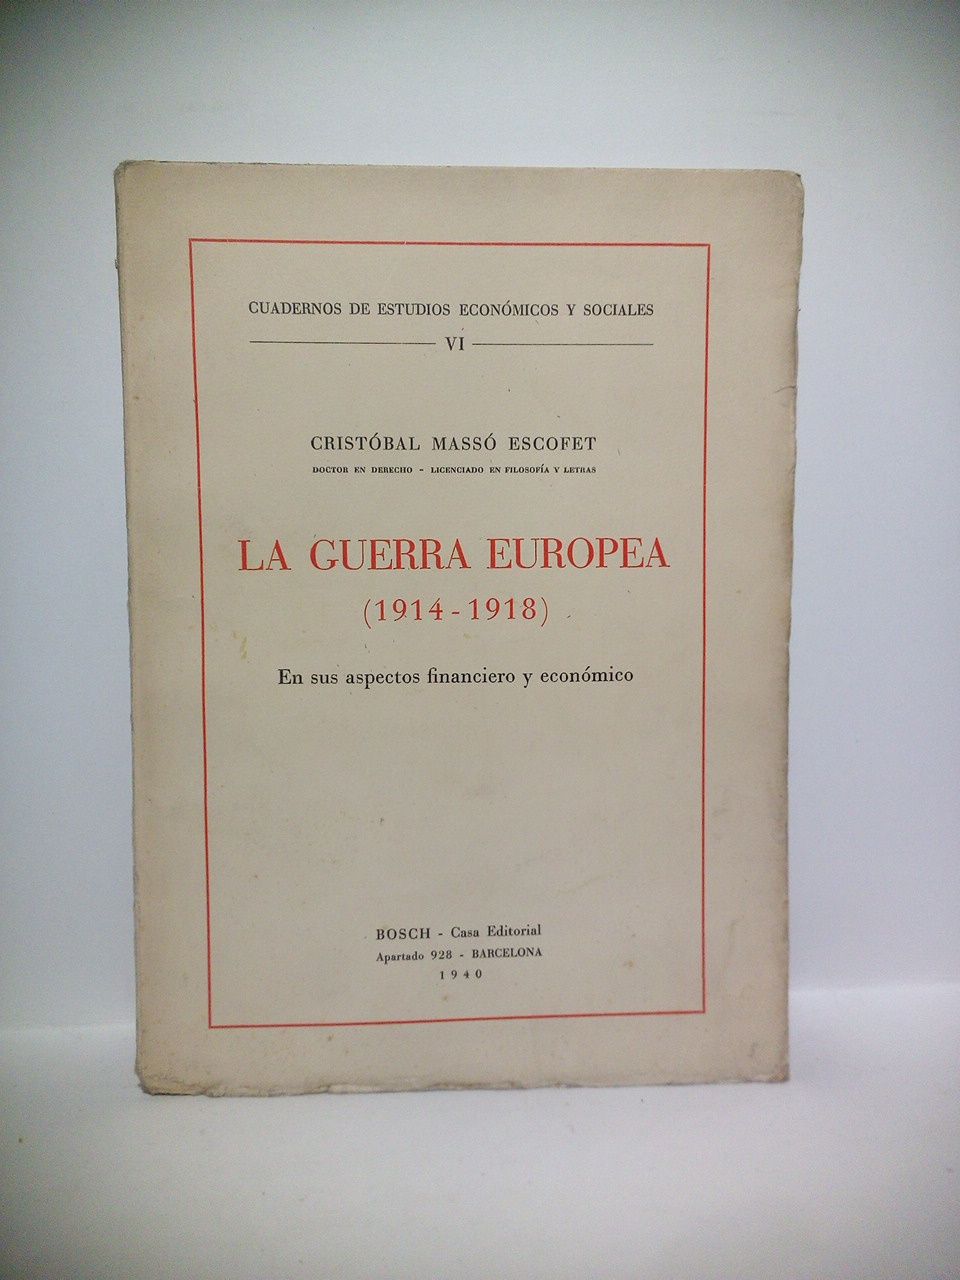 CUADERNOS DE ESTUDIOS ECONÓMICOS Y SOCIALES
VI
CRISTÓBAL MASSÓ ESCOFET
DOCTOR EN DERECHO - LICENCIADO EN FILOSOFÍA Y LETRAS
LA GUERRA EUROPEA
(1914-1918)
En sus aspectos financiero y económico
BOSCH - Casa Editorial
Apartado 928 - BARCELONA
1940